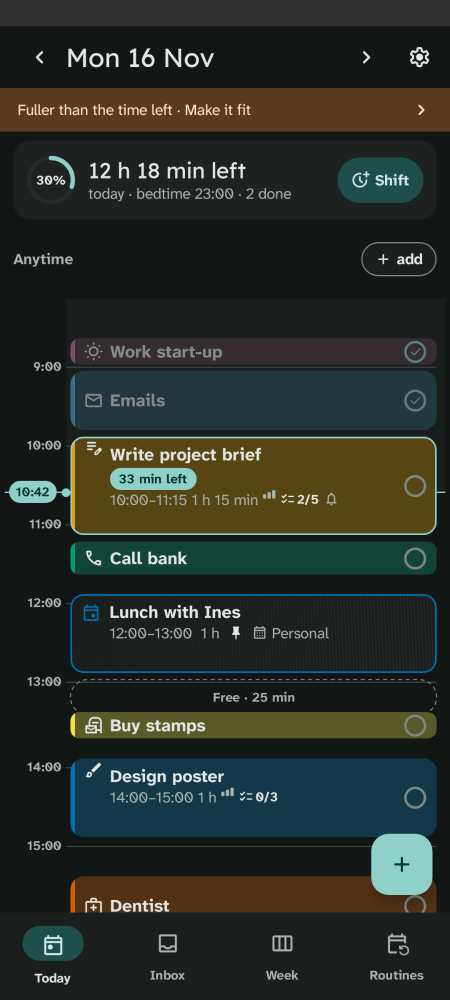 Mon 16 Nov
Fuller than the time left · Make it fit
30%
12 h 18 min left
today · bedtime 23:00 · 2 done
Shift
Anytime
+ add
Work start-up
9:00
Emails
10:00
Write project brief
33 min left
10:42
10:00–11:15 1 h 15 min 2/5
11:00
Call bank
12:00
Lunch with Ines
12:00–13:00 1 h Personal
13:00
Free · 25 min
Buy stamps
14:00
Design poster
14:00–15:00 1 h 0/3
15:00
+
Dentist
Today
Inbox
Week
Routines